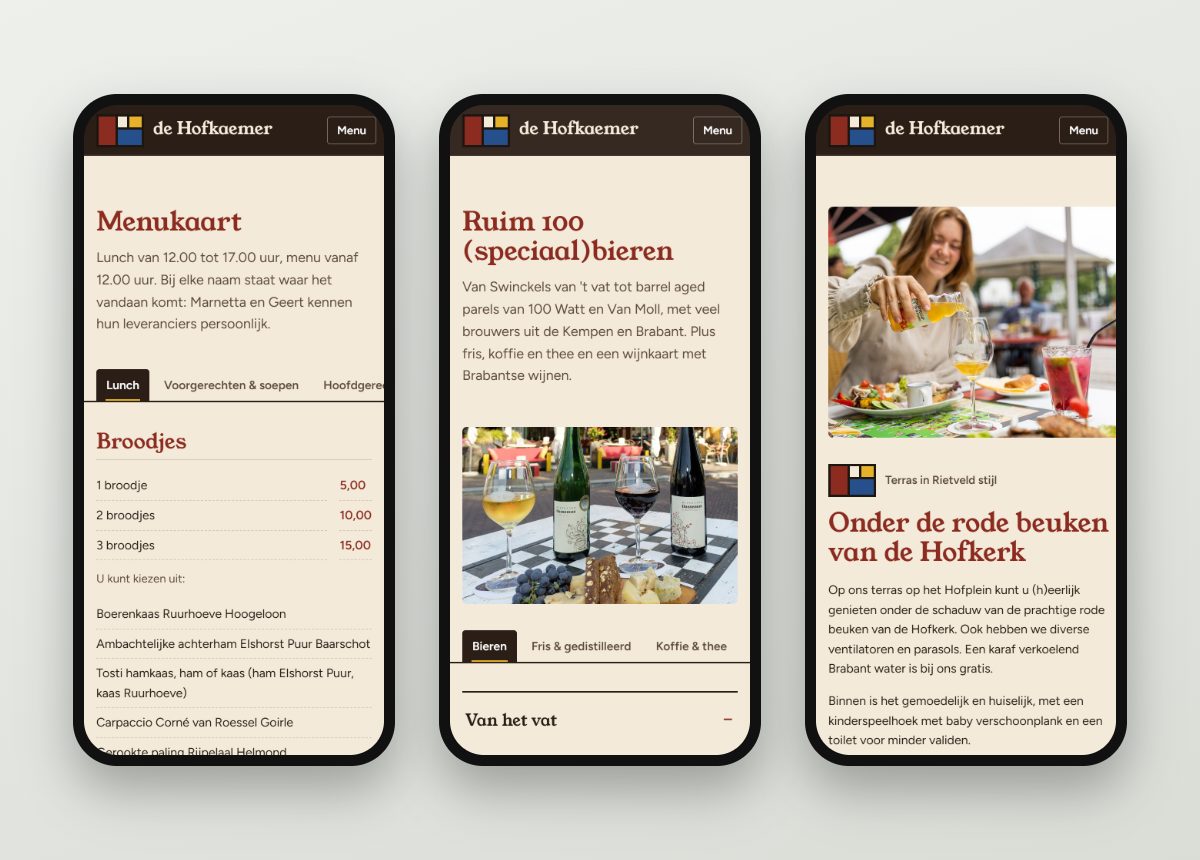 de Hofkaemer
Menu
Menukaart
Lunch van 12.00 tot 17.00 uur, menu vanaf
12.00 uur. Bij elke naam staat waar het
vandaan komt: Marnetta en Geert kennen
hun leveranciers persoonlijk.
Lunch Voorgerechten & soepen Hoofdgerec
Broodjes
1 broodje 5,00
2 broodjes 10,00
3 broodjes 15,00
U kunt kiezen uit:
Boerenkaas Ruurhoeve Hoogeloon
Ambachtelijke achterham Elshorst Puur Baarschot
Tosti hamkaas, ham of kaas (ham Elshorst Puur,
kaas Ruurhoeve)
Carpaccio Corné van Roessel Goirle
Gerookte paling Rijpelaal Helmond
de Hofkaemer
Menu
Ruim 100
(speciaal)bieren
Van Swinckels van 't vat tot barrel aged
parels van 100 Watt en Van Moll, met veel
brouwers uit de Kempen en Brabant. Plus
fris, koffie en thee en een wijnkaart met
Brabantse wijnen.
Bieren Fris & gedistilleerd Koffie & thee
Van het vat –
de Hofkaemer
Menu
Terras in Rietveld stijl
Onder de rode beuken
van de Hofkerk
Op ons terras op het Hofplein kunt u (h)eerlijk
genieten onder de schaduw van de prachtige rode
beuken van de Hofkerk. Ook hebben we diverse
ventilatoren en parasols. Een karaf verkoelend
Brabant water is bij ons gratis.
Binnen is het gemoedelijk en huiselijk, met een
kinderspeelhoek met baby verschoonplank en een
toilet voor minder validen.